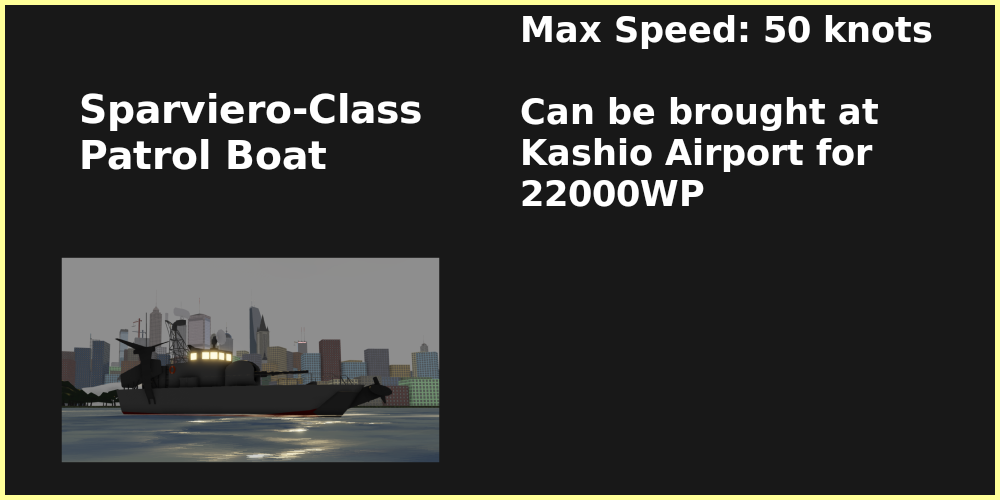 Sparviero-Class
Patrol Boat
Max Speed: 50 knots
Can be brought at
Kashio Airport for
22000WP